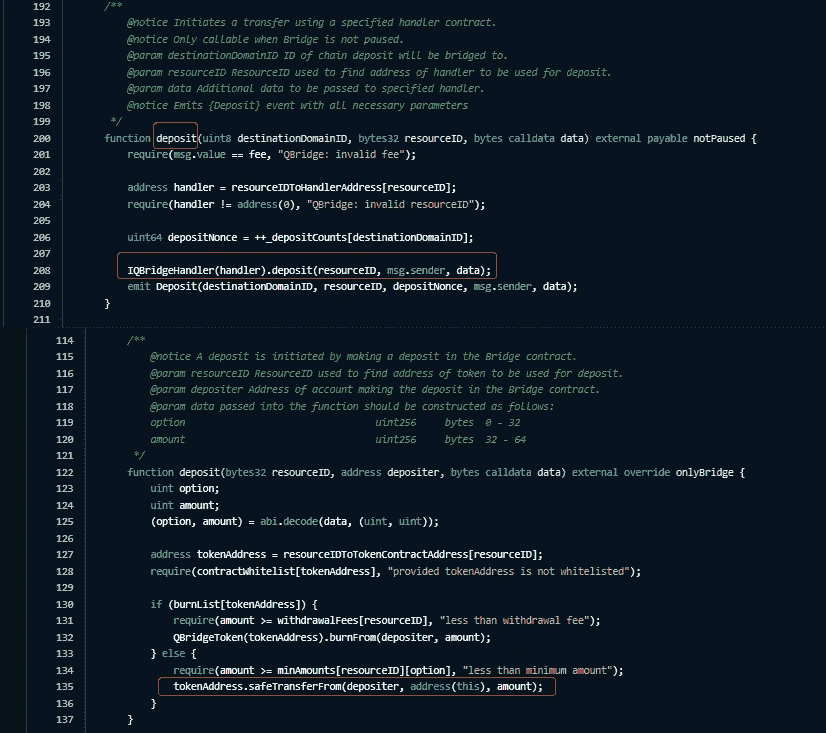 192 /**
193 @notice Initiates a transfer using a specified handler contract.
194 @notice Only callable when Bridge is not paused.
195 @param destinationDomainID ID of chain deposit will be bridged to.
196 @param resourceID ResourceID used to find address of handler to be used for deposit.
197 @param data Additional data to be passed to specified handler.
198 @notice Emits {Deposit} event with all necessary parameters
199 */
200 function deposit(uint8 destinationDomainID, bytes32 resourceID, bytes calldata data) external payable notPaused {
201 require(msg.value == fee, "QBridge: invalid fee");
202
203 address handler = resourceIDToHandlerAddress[resourceID];
204 require(handler != address(0), "QBridge: invalid resourceID");
205
206 uint64 depositNonce = ++_depositCounts[destinationDomainID];
207
208 IQBridgeHandler(handler).deposit(resourceID, msg.sender, data);
209 emit Deposit(destinationDomainID, resourceID, depositNonce, msg.sender, data);
210 }
211
114 /**
115 @notice A deposit is initiated by making a deposit in the Bridge contract.
116 @param resourceID ResourceID used to find address of token to be used for deposit.
117 @param depositer Address of account making the deposit in the Bridge contract.
118 @param data passed into the function should be constructed as follows:
119 option uint256 bytes 0 - 32
120 amount uint256 bytes 32 - 64
121 */
122 function deposit(bytes32 resourceID, address depositer, bytes calldata data) external override onlyBridge {
123 uint option;
124 uint amount;
125 (option, amount) = abi.decode(data, (uint, uint));
126
127 address tokenAddress = resourceIDToTokenContractAddress[resourceID];
128 require(contractWhitelist[tokenAddress], "provided tokenAddress is not whitelisted");
129
130 if (burnList[tokenAddress]) {
131 require(amount >= withdrawalFees[resourceID], "less than withdrawal fee");
132 QBridgeToken(tokenAddress).burnFrom(depositer, amount);
133 } else {
134 require(amount >= minAmounts[resourceID][option], "less than minimum amount");
135 tokenAddress.safeTransferFrom(depositer, address(this), amount);
136 }
137 }